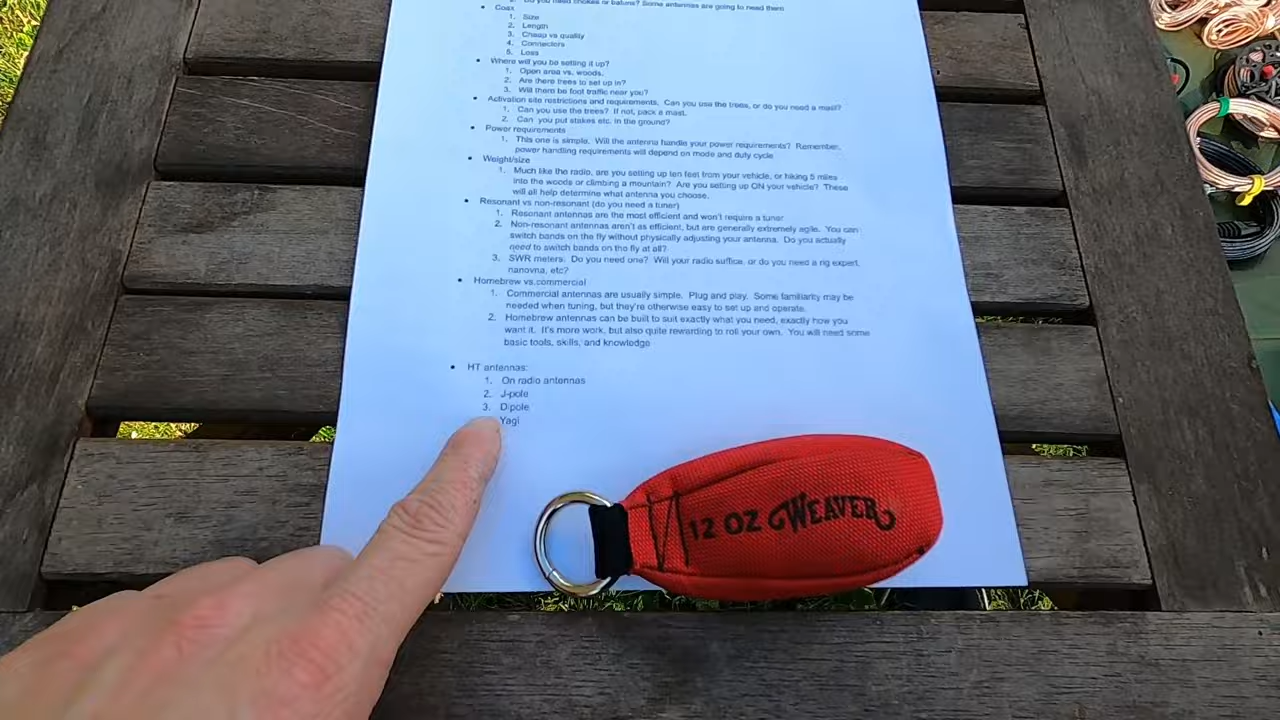 2. Do you need chokes or baluns? Some antennas are going to need them
• Coax
1. Size
2. Length
3. Cheap vs quality
4. Connectors
5. Loss
• Where will you be setting it up?
1. Open area vs. woods.
2. Are there trees to set up in?
3. Will there be foot traffic near you?
• Activation site restrictions and requirements. Can you use the trees, or do you need a mast?
1. Can you use the trees? If not, pack a mast.
2. Can you put stakes etc. in the ground?
• Power requirements
1. This one is simple. Will the antenna handle your power requirements? Remember,
power handling requirements will depend on mode and duty cycle
• Weight/size
1. Much like the radio, are you setting up ten feet from your vehicle, or hiking 5 miles
into the woods or climbing a mountain? Are you setting up ON your vehicle? These
will all help determine what antenna you choose.
• Resonant vs non-resonant (do you need a tuner)
1. Resonant antennas are the most efficient and won't require a tuner
2. Non-resonant antennas aren't as efficient, but are generally extremely agile. You can
switch bands on the fly without physically adjusting your antenna. Do you actually
need to switch bands on the fly at all?
3. SWR meters. Do you need one? Will your radio suffice, or do you need a rig expert,
nanovna, etc?
• Homebrew vs commercial
1. Commercial antennas are usually simple. Plug and play. Some familiarity may be
needed when tuning, but they're otherwise easy to set up and operate.
2. Homebrew antennas can be built to suit exactly what you need, exactly how you
want it. It's more work, but also quite rewarding to roll your own. You will need some
basic tools, skills, and knowledge
• HT antennas:
1. On radio antennas
2. J-pole
3. Dipole
Yagi
12 OZ WEAVER